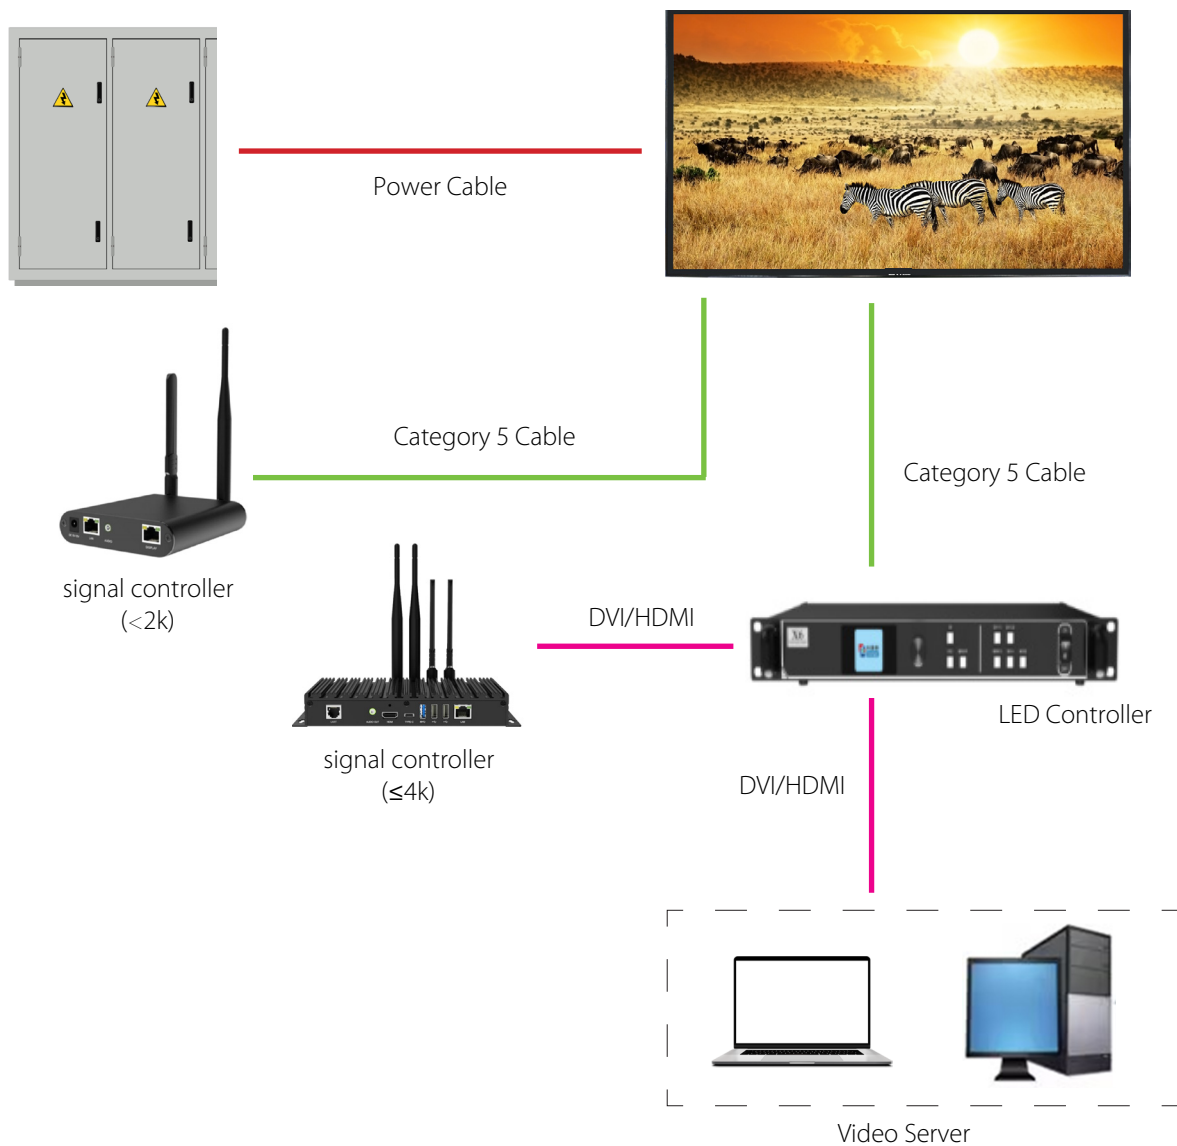 Power Cable
Category 5 Cable
Category 5 Cable
signal controller
(<2k)
DVI/HDMI
X6
LED Controller
signal controller
(≤4k)
DVI/HDMI
Video Server